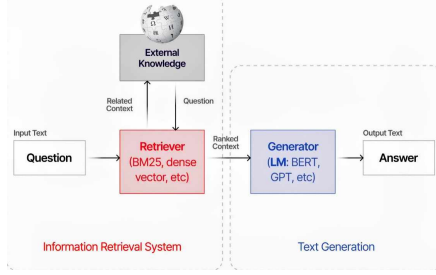 External
Knowledge
Related
Context
Question
Input Text
Question
Retriever
(BM25, dense
vector, etc)
Ranked
Context
Generator
(LM: BERT,
GPT, etc)
Output Text
Answer
Information Retrieval System
Text Generation